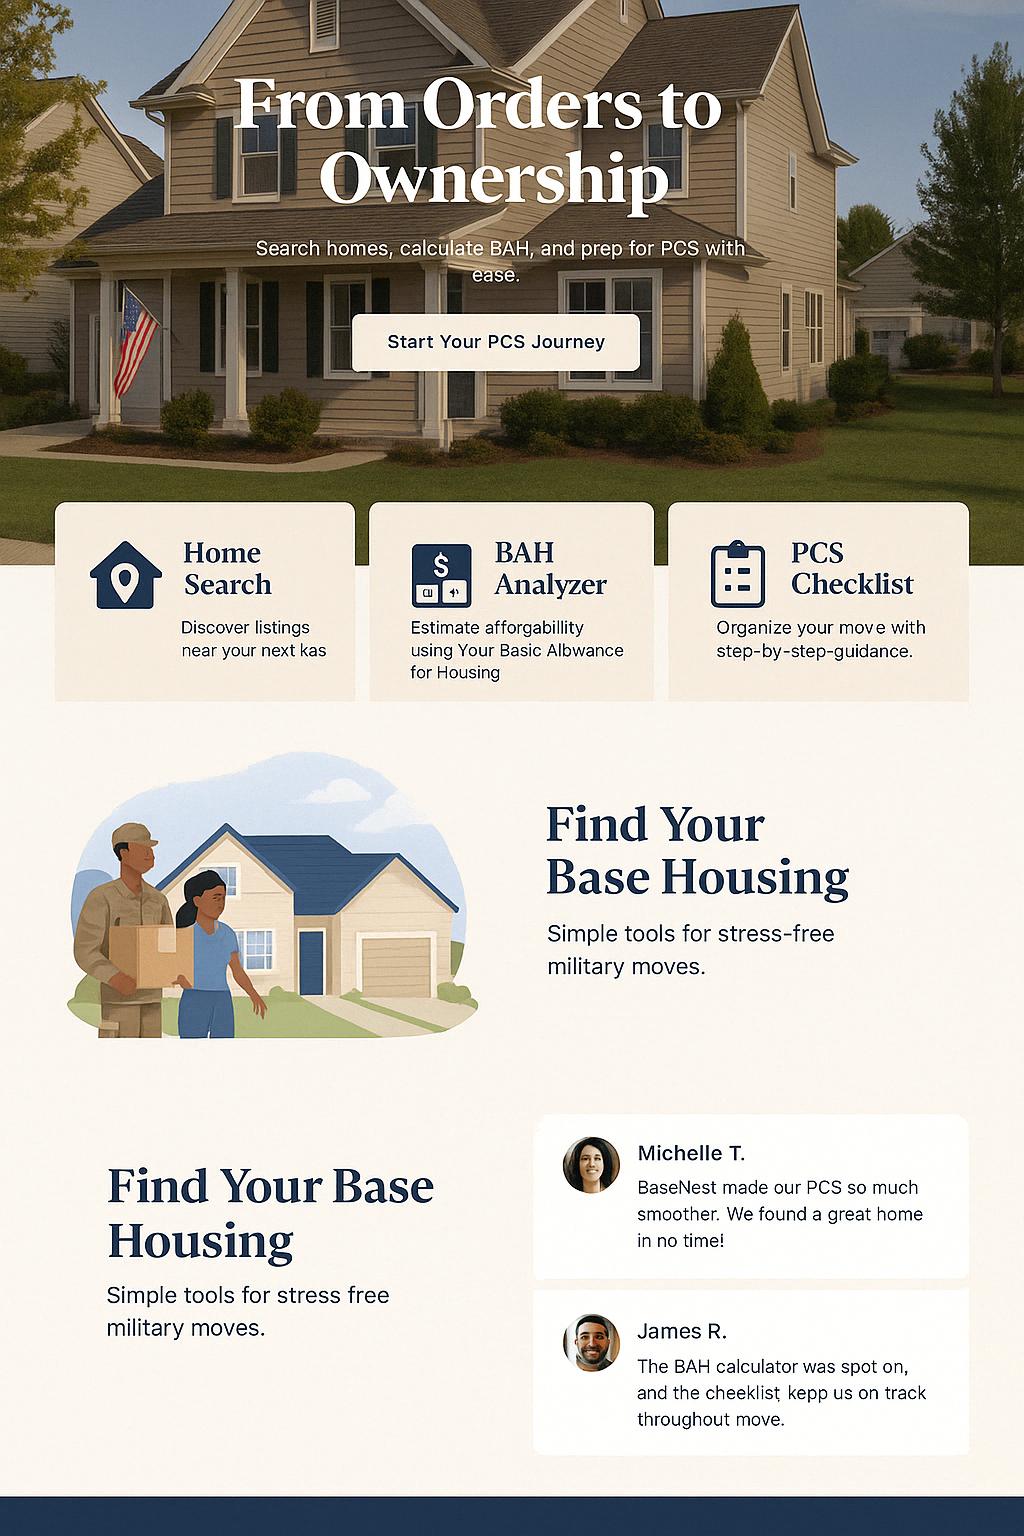 From Orders to
Ownership
Search homes, calculate BAH, and prep for PCS with
ease.
Start Your PCS Journey
Home
Search
Discover listings
near your next kas
$
BAH
Analyzer
Estimate afforgabillity
using Your Basic Albwance
for Housing
PCS
Checklist
Organize your move with
step-by-step-guidance.
Find Your
Base Housing
Simple tools for stress-free
military moves.
Find Your Base
Housing
Simple tools for stress free
military moves.
Michelle T.
BaseNest made our PCS so much
smoother. We found a great home
in no time!
James R.
The BAH calculator was spot on,
and the cheeklist, kepp us on track
throughout move.